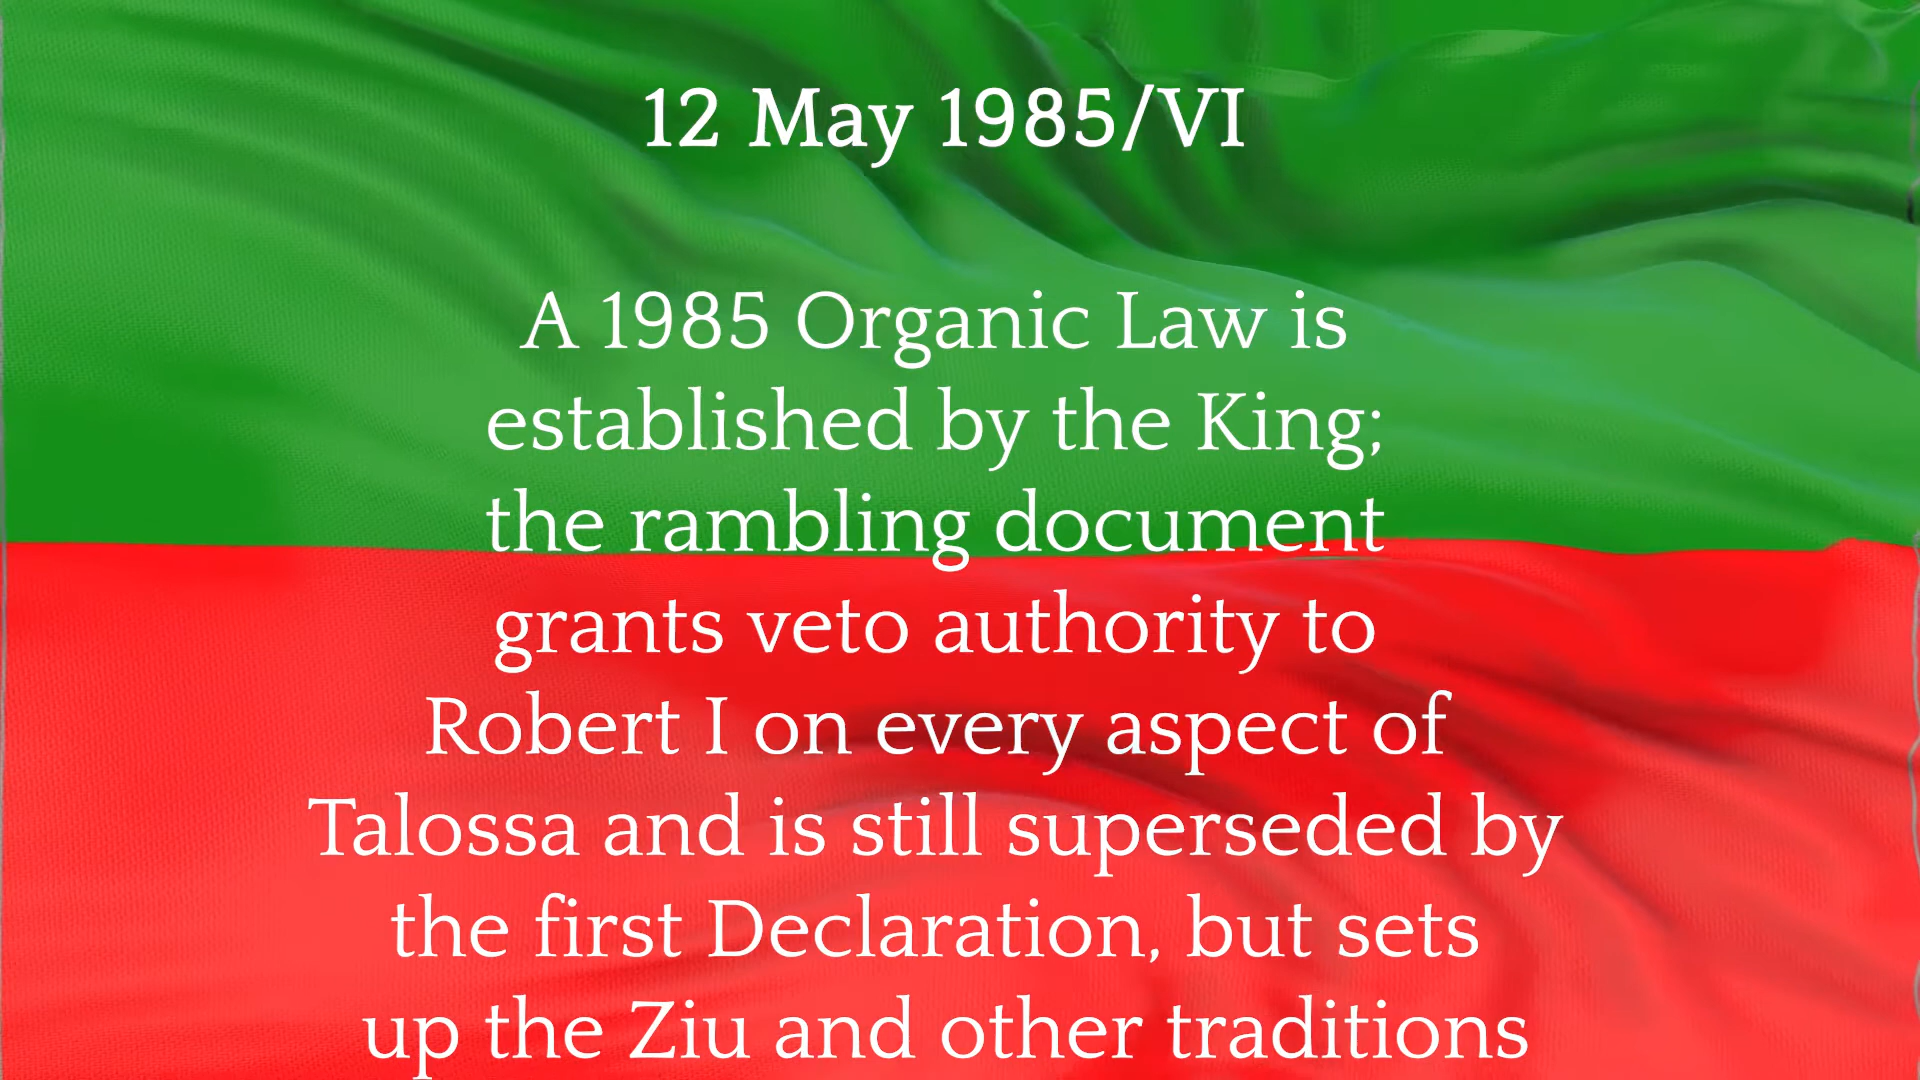 12 May 1985/VI
A 1985 Organic Law is
established by the King;
the rambling document
grants veto authority to
Robert I on every aspect of
Talossa and is still superseded by
the first Declaration, but sets
up the Ziu and other traditions